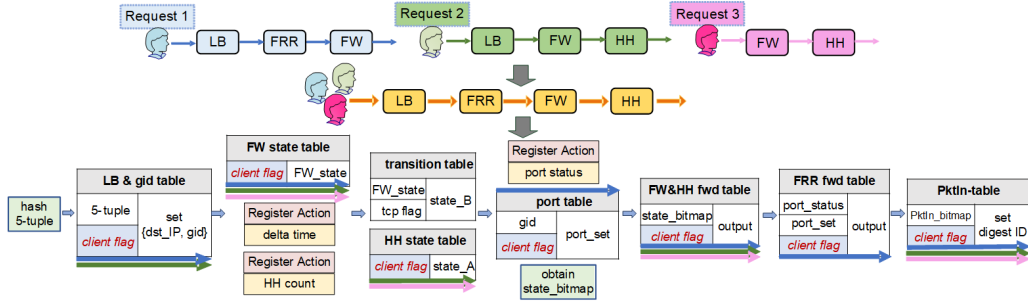 Request 1
Request 2
Request 3
LB
FRR
FW
LB
FW
HH
FW
HH
LB
FRR
FW
HH
hash
5-tuple
LB & gid table
5-tuple
client flag
set
{dst_IP, gid}
FW state table
client flag
FW_state
Register Action
delta time
Register Action
HH count
transition table
FW_state
tcp flag
state_B
HH state table
client flag
state_A
Register Action
port status
port table
gid
client flag
port_set
obtain
state_bitmap
FW&HH fwd table
state_bitmap
client flag
output
FRR fwd table
port_status
port_set
client flag
output
PktIn-table
PktIn_bitmap
client flag
set
digest ID